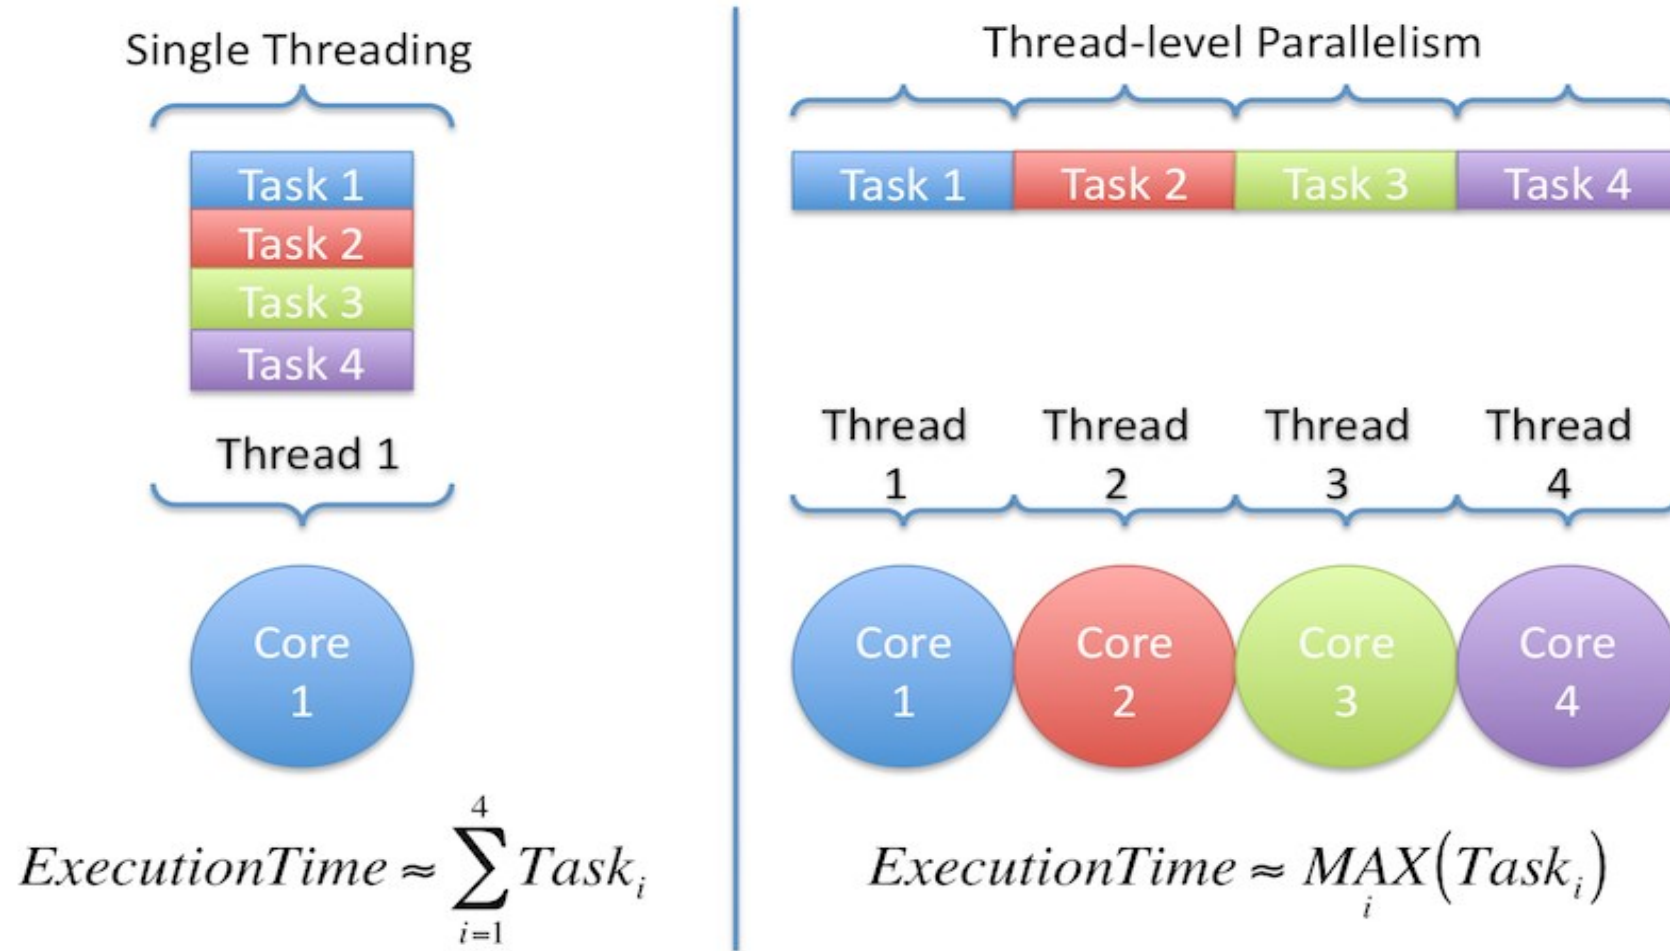 Single Threading
Task 1
Task 2
Task 3
Task 4
Thread 1
Core
1
ExecutionTime ≈ \sum_{i=1}^{4} Task_i
Thread-level Parallelism
Task 1 Task 2 Task 3 Task 4
Thread Thread Thread Thread
1 2 3 4
Core Core Core Core
1 2 3 4
ExecutionTime ≈ MAX_i(Task_i)